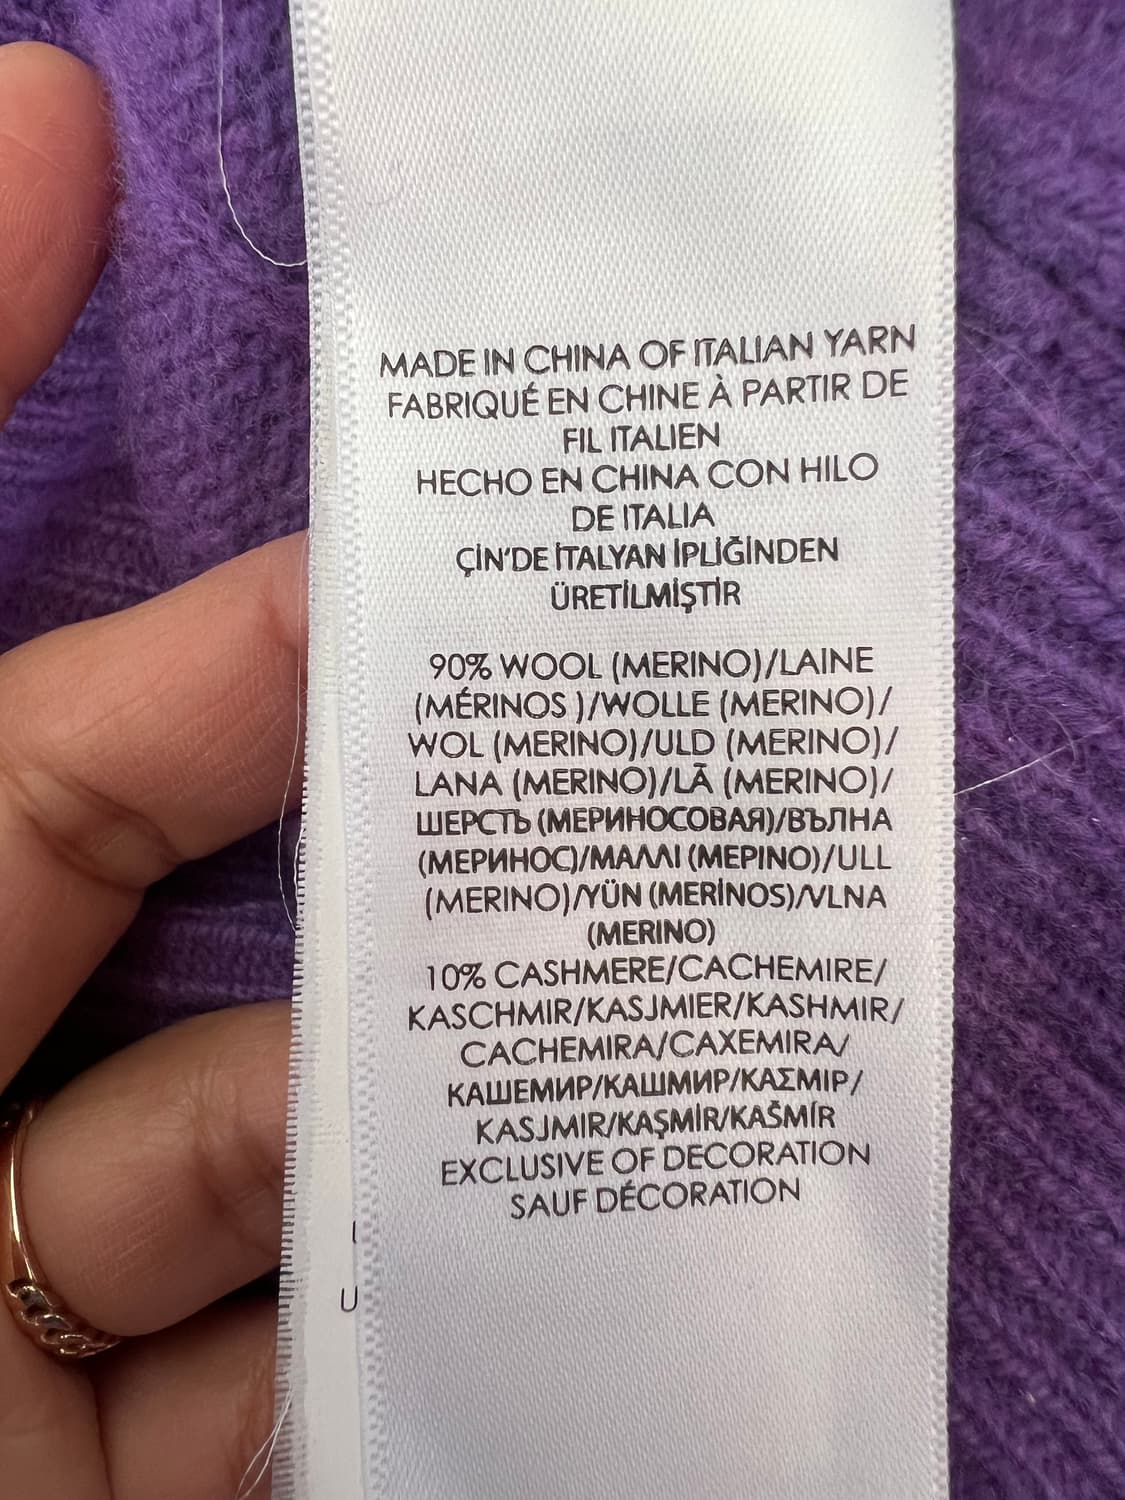 MADE IN CHINA OF ITALIAN YARN
FABRIQUÉ EN CHINE À PARTIR DE
FIL ITALIEN
HECHO EN CHINA CON HILO
DE ITALIA
ÇİN'DE İTALYAN İPLİĞİNDEN
ÜRETİLMİŞTİR
90% WOOL (MERINO)/LAINE
(MÉRINOS )/WOLLE (MERINO)/
WOL (MERINO)/ULD (MERINO)/
LANA (MERINO)/LÃ (MERINO)/
ШЕРСТЬ (МЕРИНОСОВАЯ)/ВЪЛНА
(МЕРИНОС)/ΜΑΛΛΙ (ΜΕΡΙΝΟ)/ULL
(MERINO)/YÜN (MERİNOS)/VLNA
(MERINO)
10% CASHMERE/CACHEMIRE/
KASCHMIR/KASJMIER/KASHMIR/
CACHEMIRA/CAXEMIRA/
КАШЕМИР/КАШМИР/ΚΑΣΜΙΡ/
KASJMIR/KAŞMİR/KAŠMÍR
EXCLUSIVE OF DECORATION
SAUF DÉCORATION
U